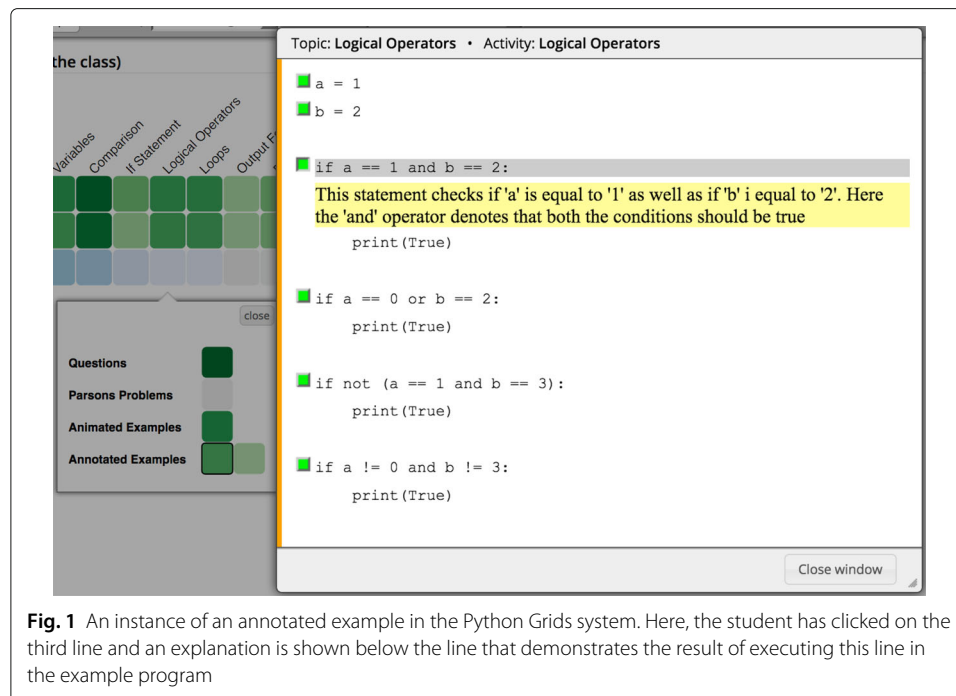 the class)
Variables
Comparison
If Statement
Logical Operators
Loops
close
Questions
Parsons Problems
Animated Examples
Annotated Examples
Topic: Logical Operators • Activity: Logical Operators
a = 1
b = 2
if a == 1 and b == 2:
This statement checks if 'a' is equal to '1' as well as if 'b' i equal to '2'. Here
the 'and' operator denotes that both the conditions should be true
print(True)
if a == 0 or b == 2:
print(True)
if not (a == 1 and b == 3):
print(True)
if a != 0 and b != 3:
print(True)
Close window
Fig. 1 An instance of an annotated example in the Python Grids system. Here, the student has clicked on the
third line and an explanation is shown below the line that demonstrates the result of executing this line in
the example program